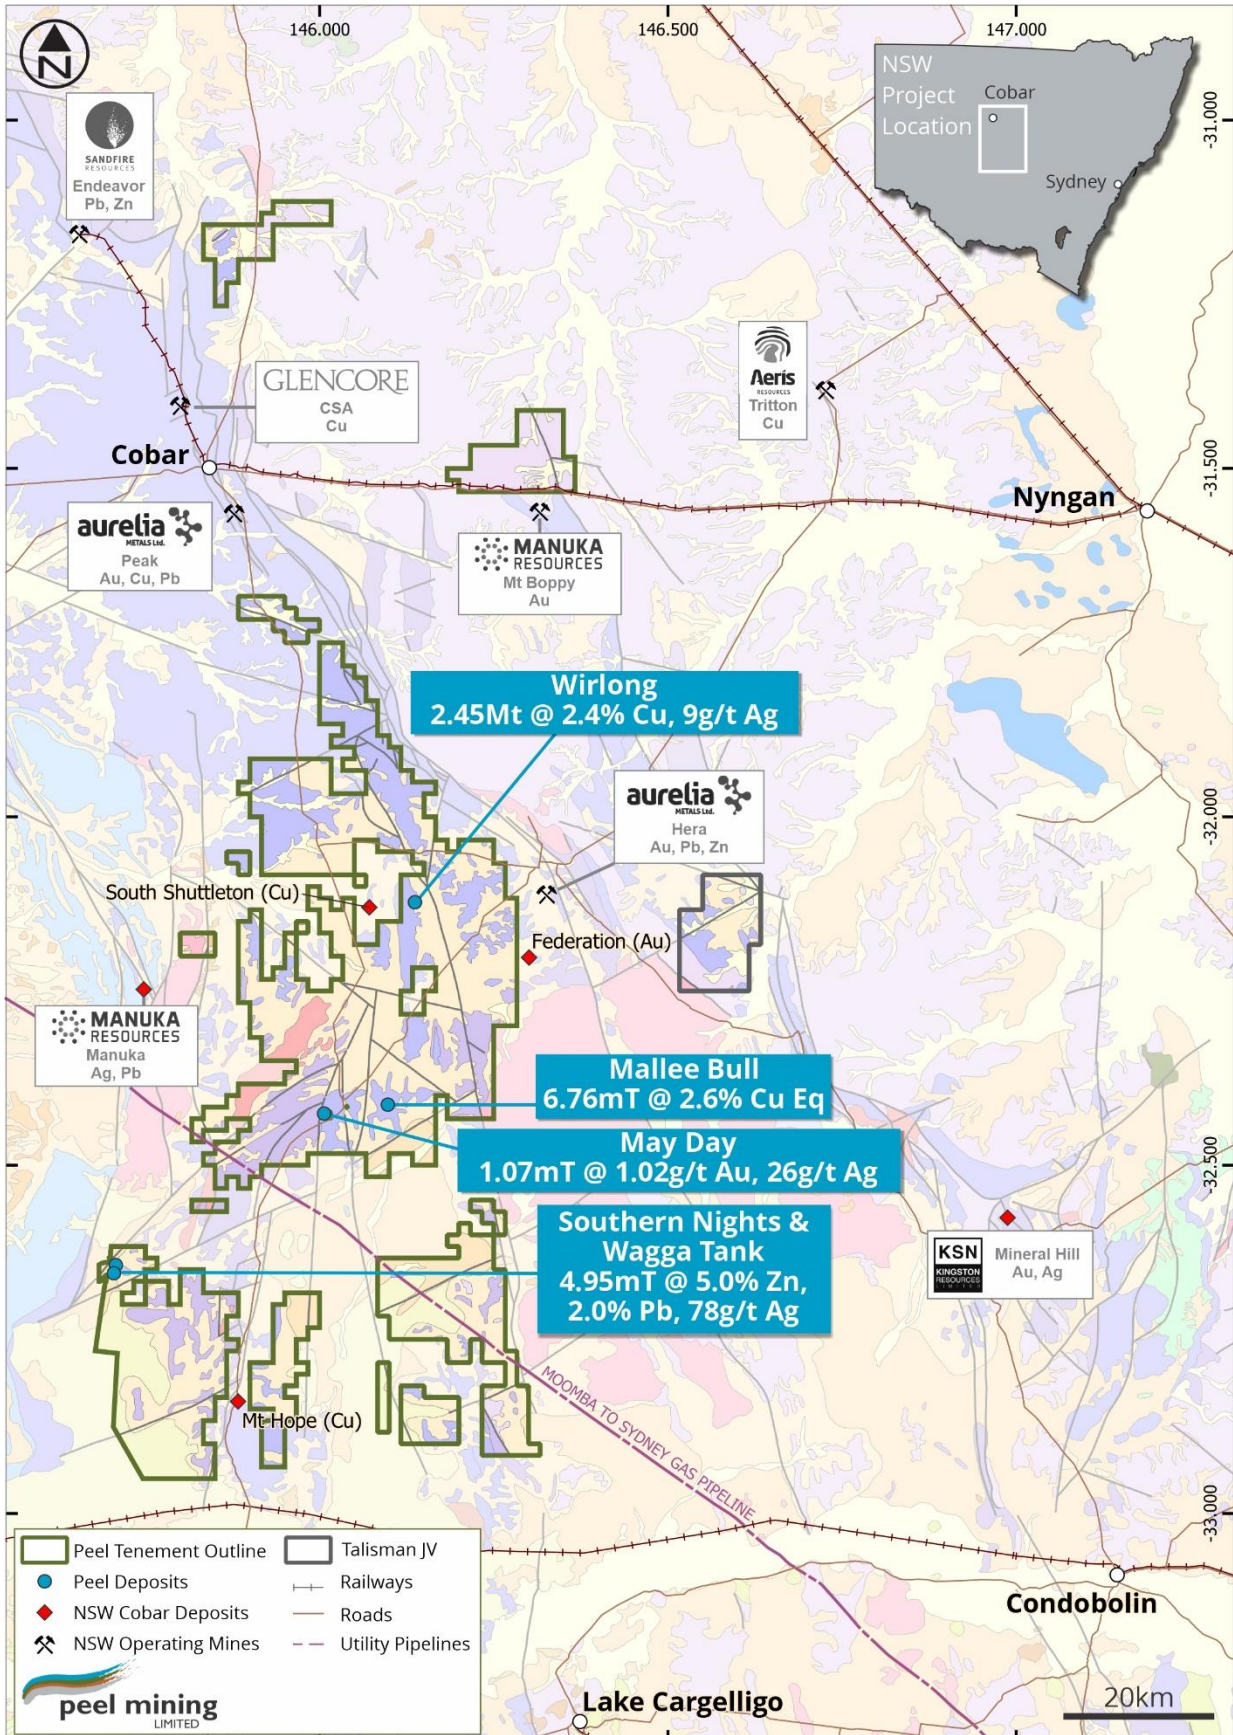 146.000
146.500
147.000
N
NSW
Project
Location
Cobar
Sydney
-31.000
SANDFIRE
RESOURCES
Endeavor
Pb, Zn
GLENCORE
CSA
Cu
Aeris
RESOURCES
Tritton
Cu
Cobar
-31.500
Nyngan
aurelia
METALS Ltd.
Peak
Au, Cu, Pb
MANUKA
RESOURCES
Mt Boppy
Au
Wirlong
2.45Mt @ 2.4% Cu, 9g/t Ag
aurelia
METALS Ltd.
Hera
Au, Pb, Zn
-32.000
South Shuttleton (Cu)
Federation (Au)
MANUKA
RESOURCES
Manuka
Ag, Pb
Mallee Bull
6.76mT @ 2.6% Cu Eq
May Day
1.07mT @ 1.02g/t Au, 26g/t Ag
-32.500
Southern Nights &
Wagga Tank
4.95mT @ 5.0% Zn,
2.0% Pb, 78g/t Ag
KSN
KINGSTON
RESOURCES
LIMITED
Mineral Hill
Au, Ag
Mt Hope (Cu)
MOOMBA TO SYDNEY GAS PIPELINE
-33.000
Peel Tenement Outline
Talisman JV
Peel Deposits
Railways
NSW Cobar Deposits
Roads
NSW Operating Mines
Utility Pipelines
peel mining
LIMITED
Condobolin
Lake Cargelligo
20km